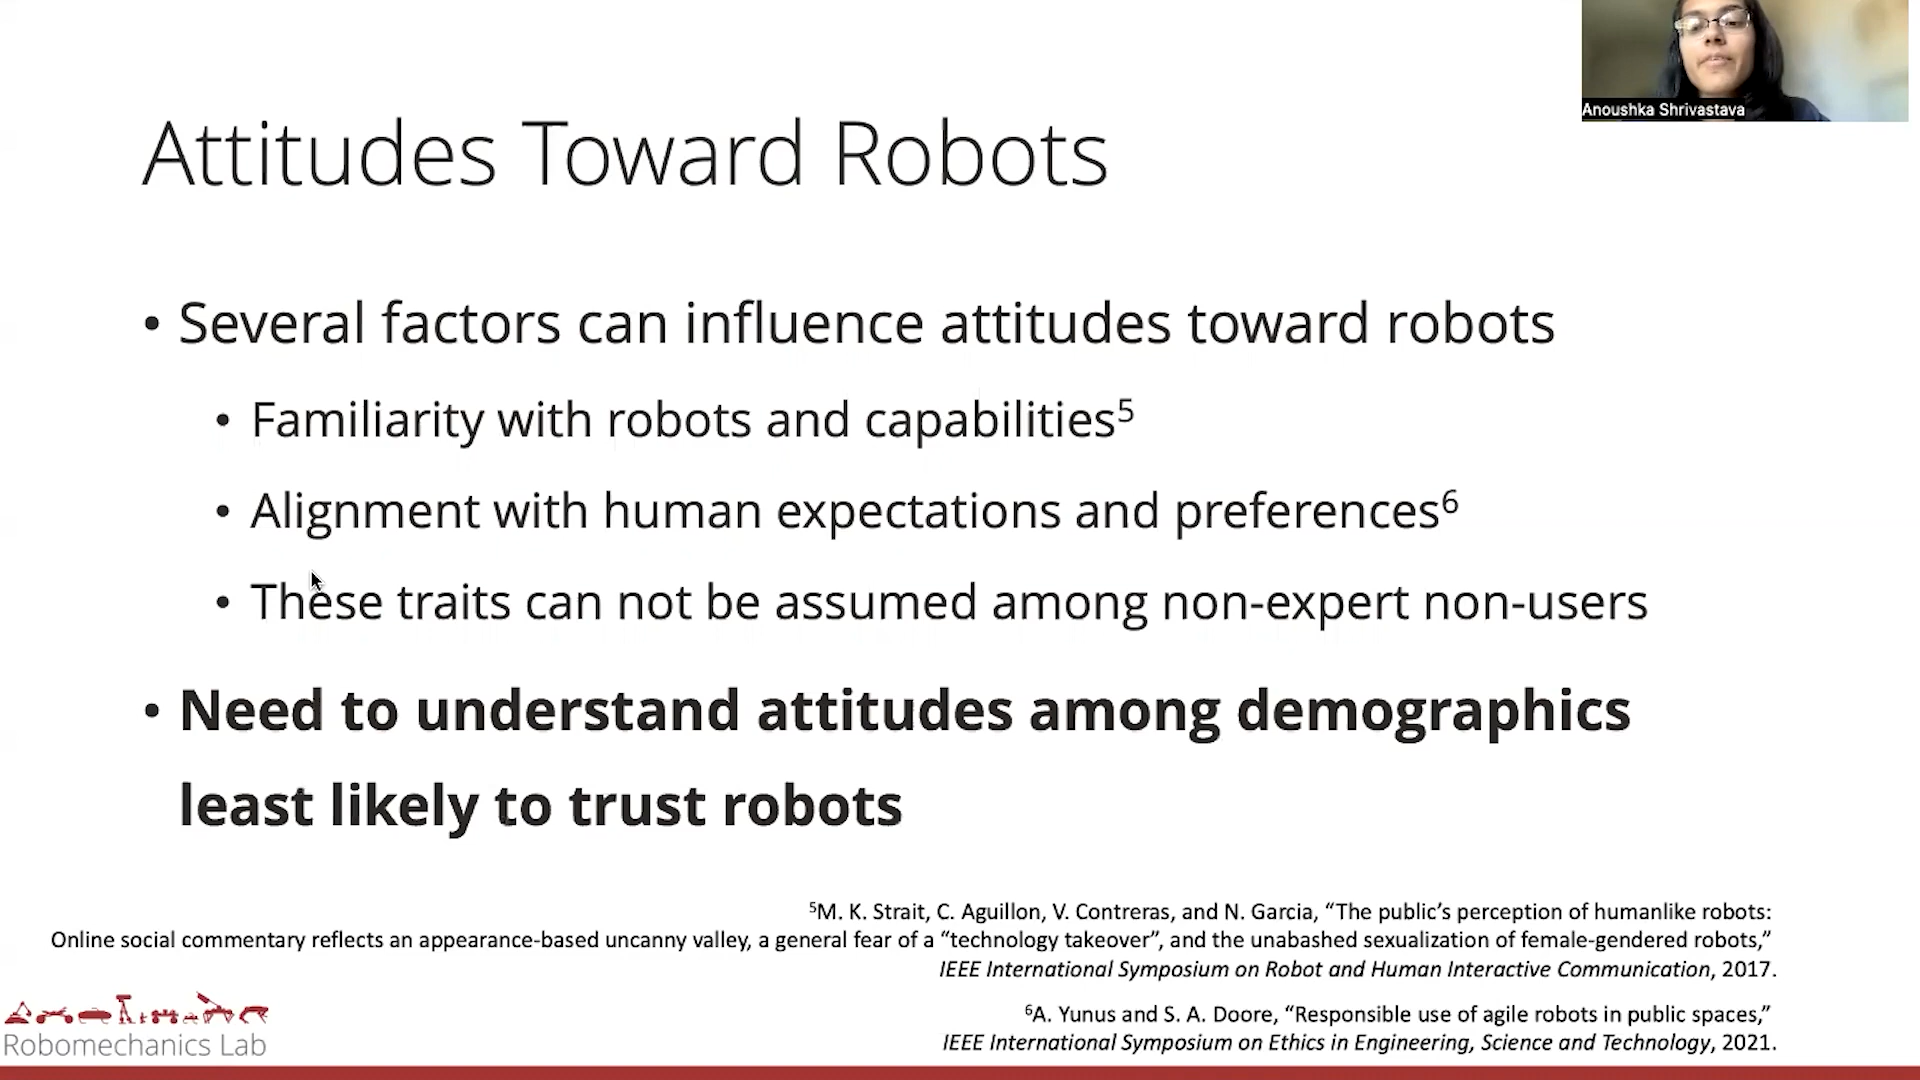 Anoushka Shrivastava
Attitudes Toward Robots
• Several factors can influence attitudes toward robots
• Familiarity with robots and capabilities⁵
• Alignment with human expectations and preferences⁶
• These traits can not be assumed among non-expert non-users
• Need to understand attitudes among demographics
least likely to trust robots
⁵M. K. Strait, C. Aguillon, V. Contreras, and N. Garcia, “The public’s perception of humanlike robots:
Online social commentary reflects an appearance-based uncanny valley, a general fear of a “technology takeover”, and the unabashed sexualization of female-gendered robots,”
IEEE International Symposium on Robot and Human Interactive Communication, 2017.
⁶A. Yunus and S. A. Doore, “Responsible use of agile robots in public spaces,”
IEEE International Symposium on Ethics in Engineering, Science and Technology, 2021.
Robomechanics Lab